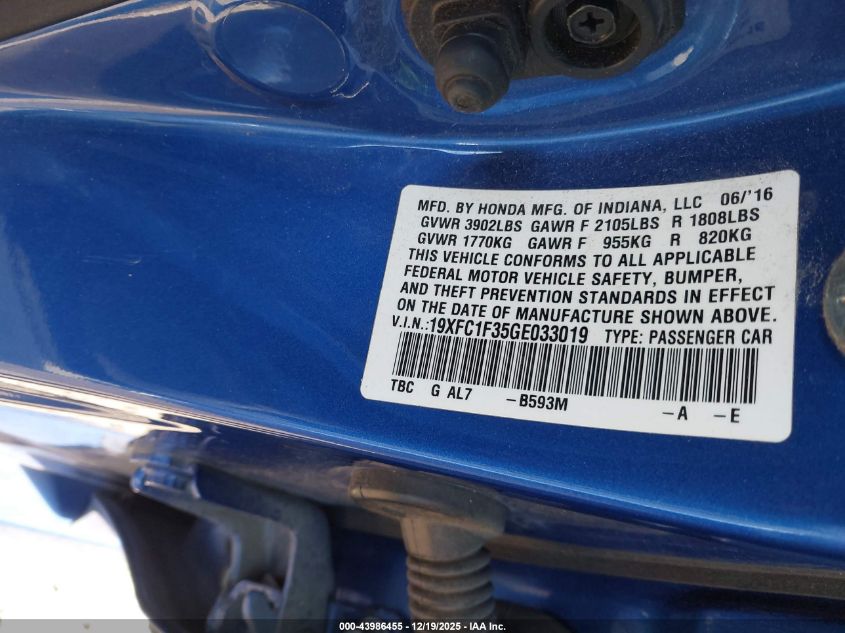 MFD. BY HONDA MFG. OF INDIANA, LLC 06/'16
GVWR 3902LBS GAWR F 2105LBS R 1808LBS
GVWR 1770KG GAWR F 955KG R 820KG
THIS VEHICLE CONFORMS TO ALL APPLICABLE
FEDERAL MOTOR VEHICLE SAFETY, BUMPER,
AND THEFT PREVENTION STANDARDS IN EFFECT
ON THE DATE OF MANUFACTURE SHOWN ABOVE.
V.I.N.:19XFC1F35GE033019 TYPE: PASSENGER CAR
TBC G AL7 -B593M -A -E
000-43986455 - 12/19/2025 - IAA Inc.